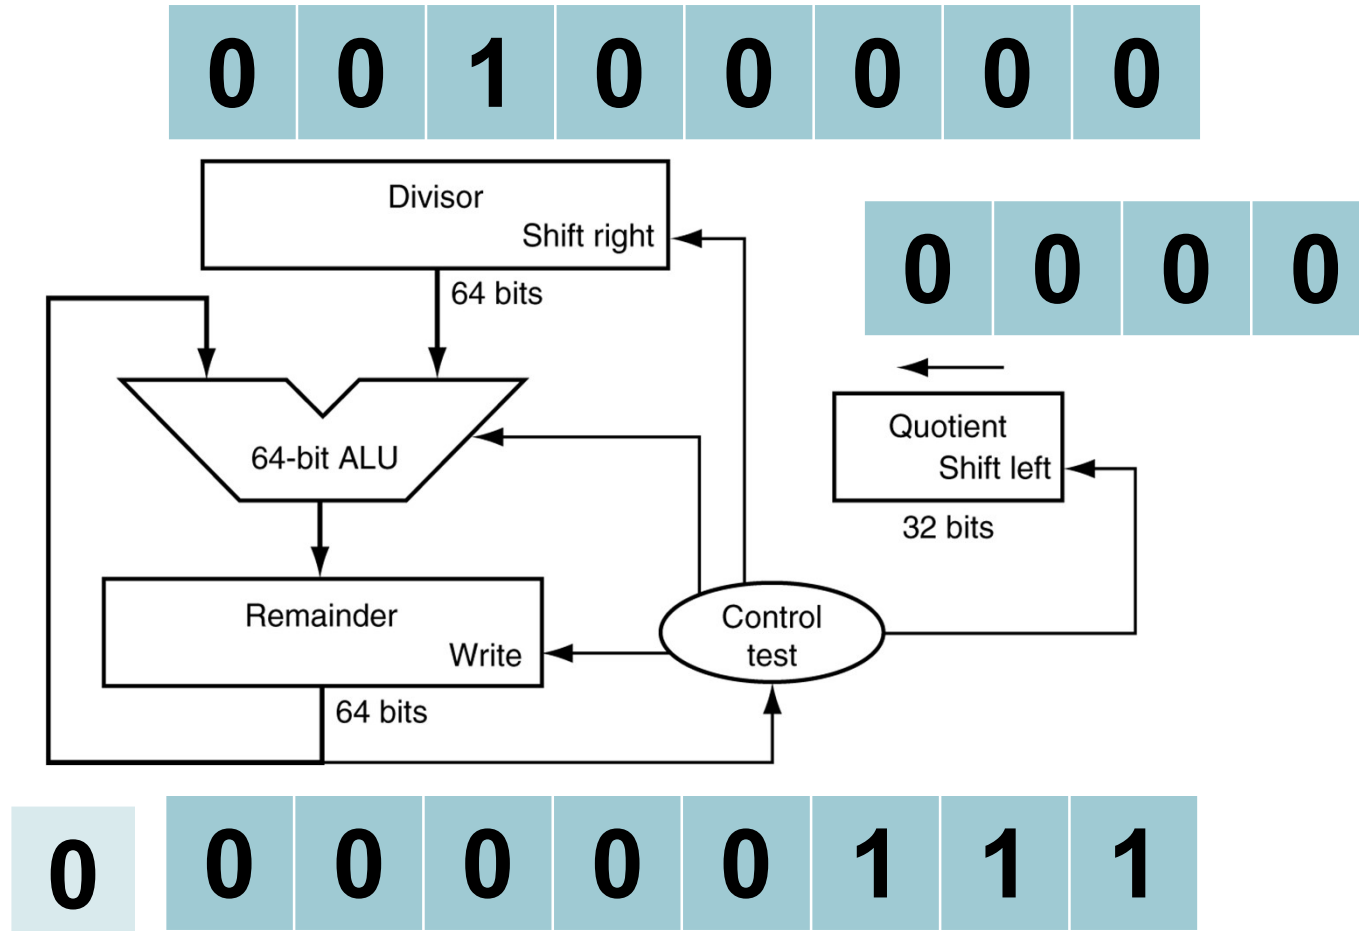 0 0 1 0 0 0 0 0
Divisor
Shift right
64 bits
0 0 0 0
64-bit ALU
Quotient
Shift left
32 bits
Remainder
Write
Control
test
64 bits
0 0 0 0 0 0 1 1 1